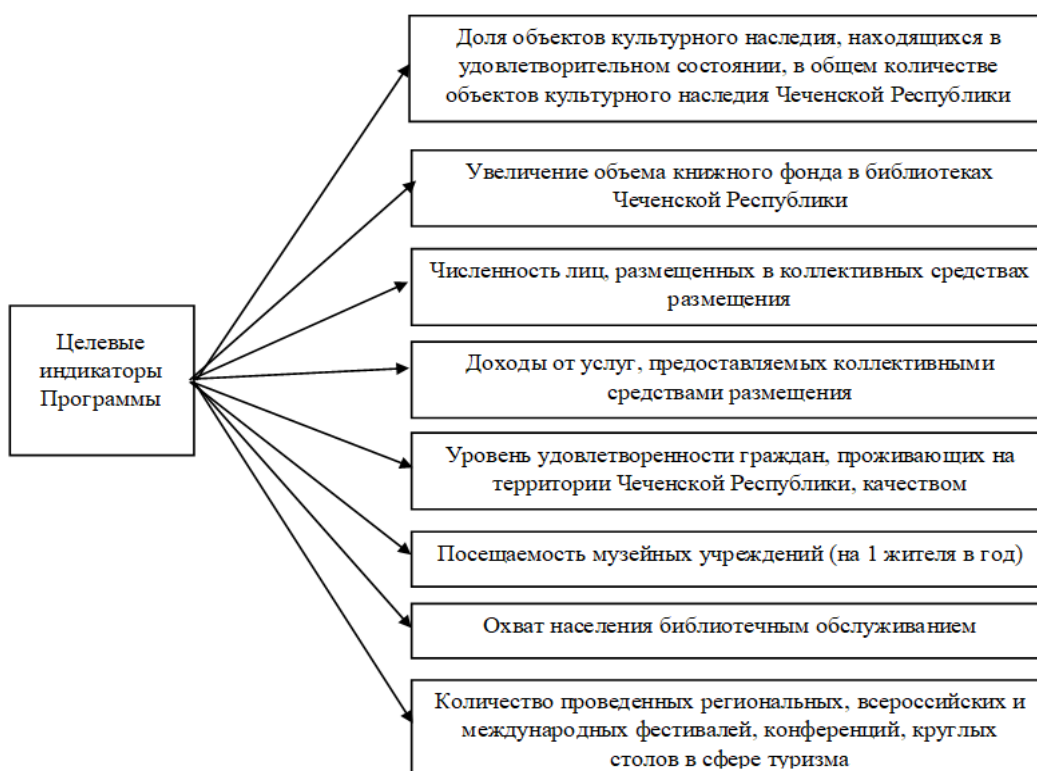 Целевые
индикаторы
Программы
Доля объектов культурного наследия, находящихся в
удовлетворительном состоянии, в общем количестве
объектов культурного наследия Чеченской Республики
Увеличение объема книжного фонда в библиотеках
Чеченской Республики
Численность лиц, размещенных в коллективных средствах
размещения
Доходы от услуг, предоставляемых коллективными
средствами размещения
Уровень удовлетворенности граждан, проживающих на
территории Чеченской Республики, качеством
Посещаемость музейных учреждений (на 1 жителя в год)
Охват населения библиотечным обслуживанием
Количество проведенных региональных, всероссийских и
международных фестивалей, конференций, круглых
столов в сфере туризма